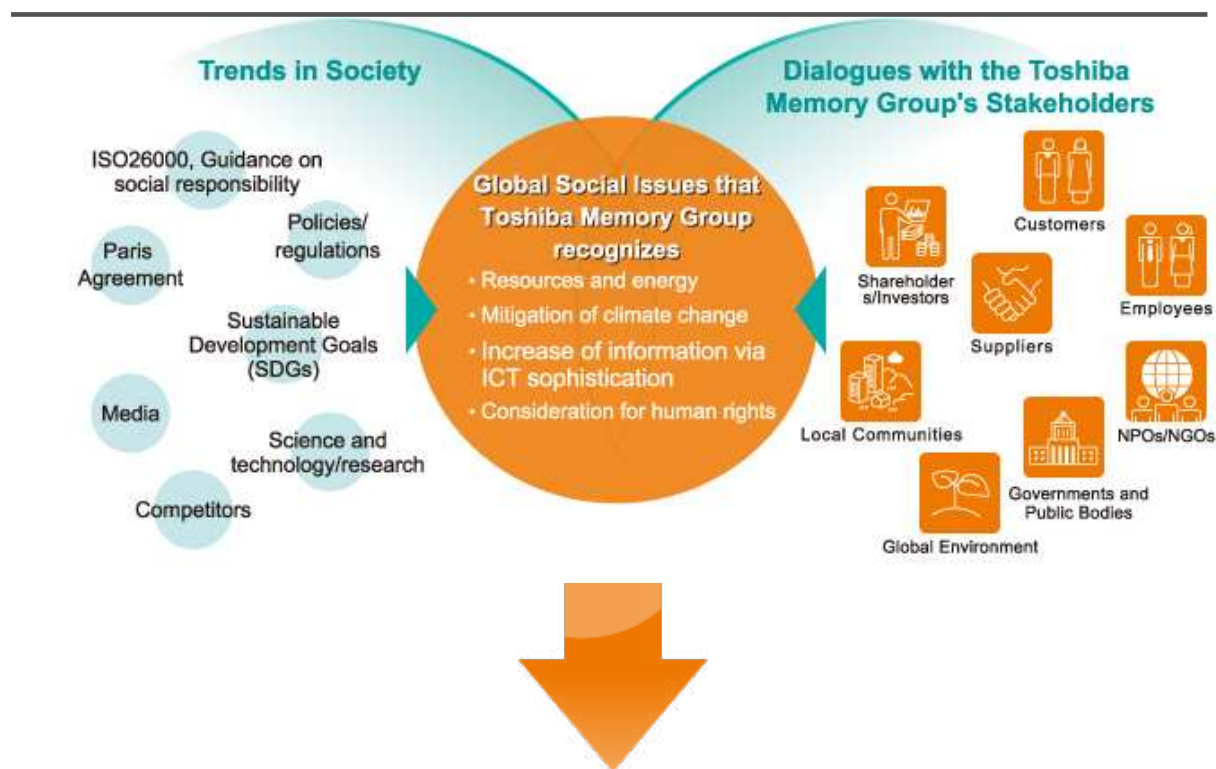 Trends in Society
ISO26000, Guidance on
social responsibility
Policies/
regulations
Paris
Agreement
Sustainable
Development Goals
(SDGs)
Media
Science and
technology/research
Competitors
Global Social Issues that
Toshiba Memory Group
recognizes
• Resources and energy
• Mitigation of climate change
• Increase of information via
ICT sophistication
• Consideration for human rights
Dialogues with the Toshiba
Memory Group's Stakeholders
Customers
Shareholder
s/Investors
Employees
Suppliers
Local Communities
NPOs/NGOs
Governments and
Public Bodies
Global Environment